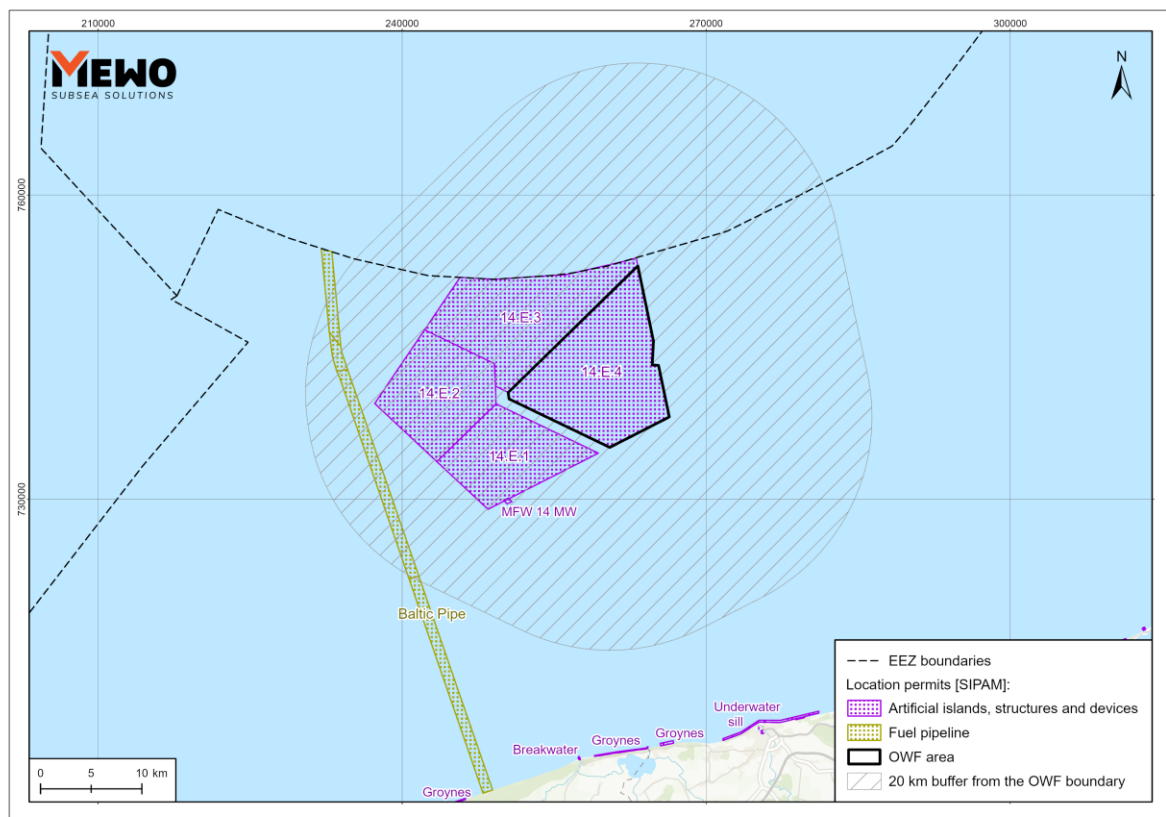 210000
240000
270000
300000
MEWO
SUBSEA SOLUTIONS
N
760000
730000
14.E.3
14.E.4
14.E.2
14.E.1
MFW 14 MW
Baltic Pipe
Underwater
sill
Groynes
Groynes
Breakwater
Groynes
0 5 10 km
EEZ boundaries
Location permits [SIPAM]:
Artificial islands, structures and devices
Fuel pipeline
OWF area
20 km buffer from the OWF boundary